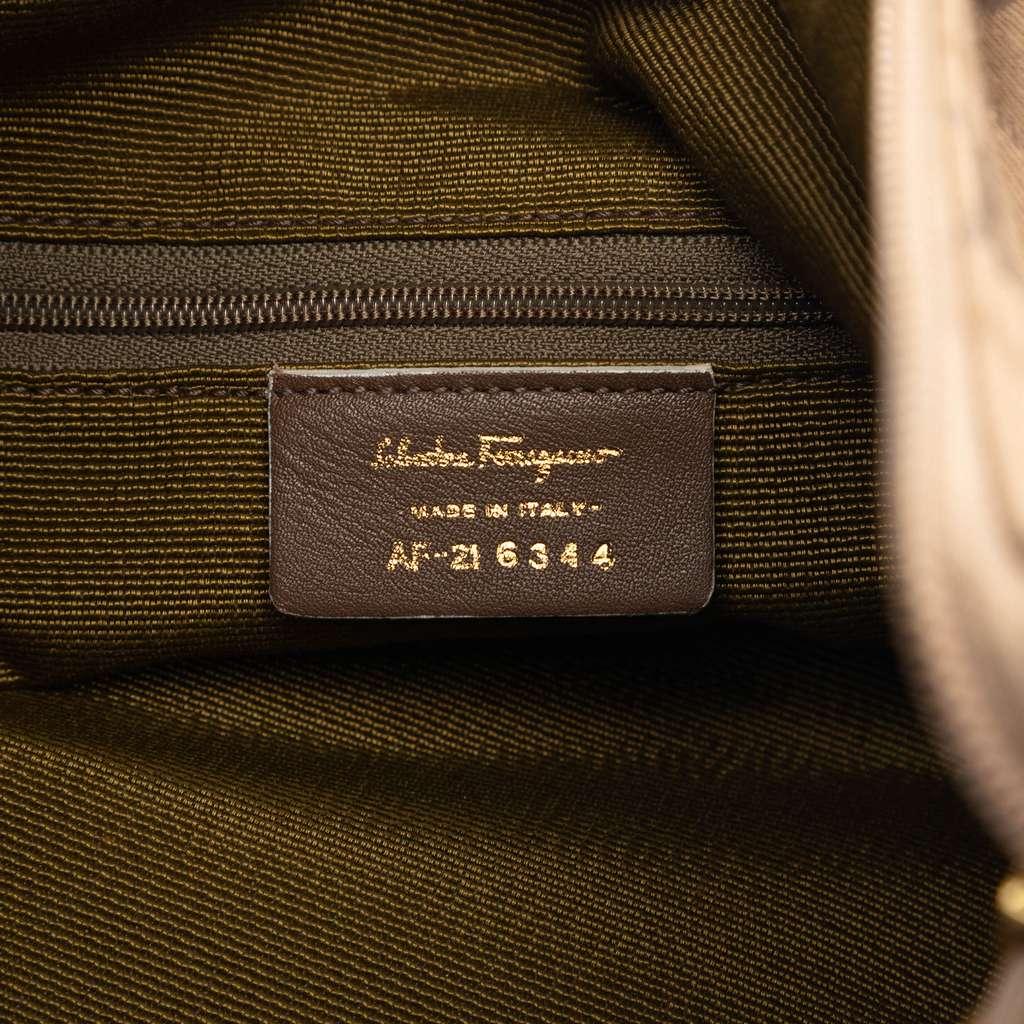 Salvatore Ferragamo
MADE IN ITALY
AF-21 6344